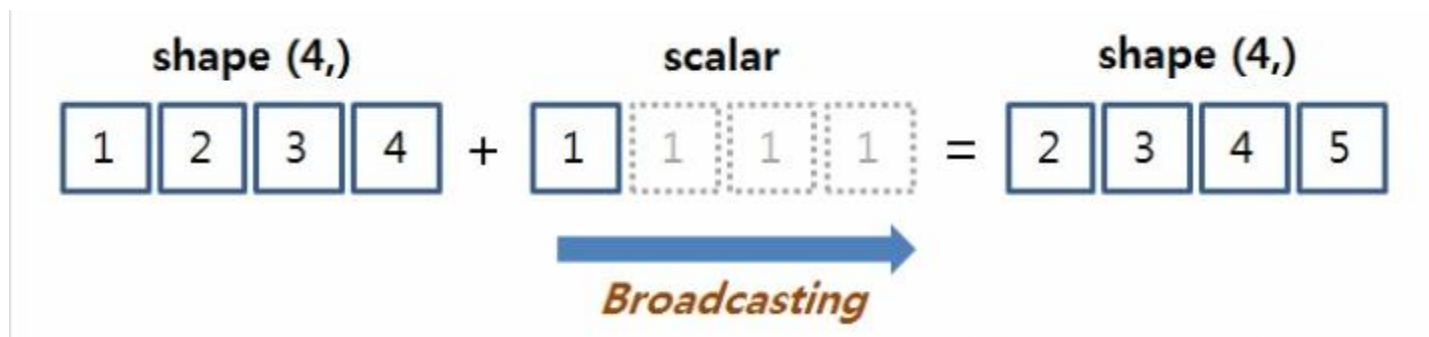 shape (4,) scalar shape (4,)
1 2 3 4 + 1 1 1 1 = 2 3 4 5
Broadcasting